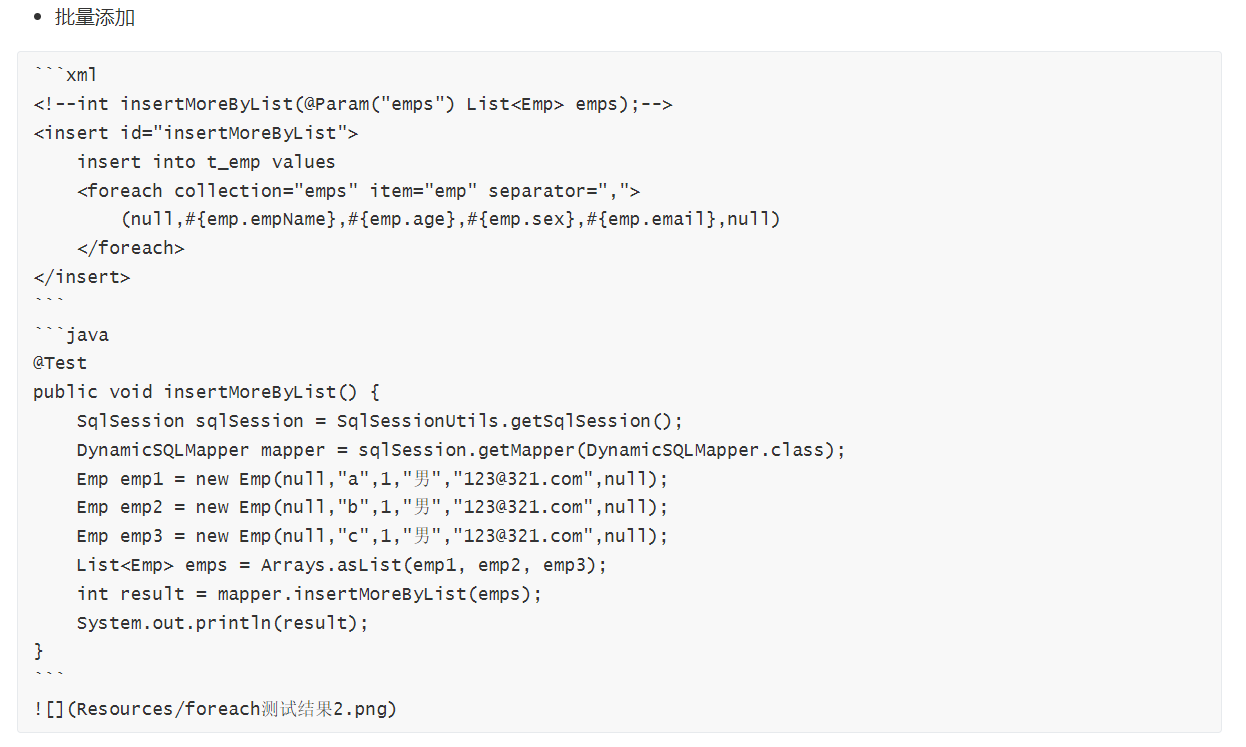 • 批量添加
```xml
<!--int insertMoreByList(@Param("emps") List<Emp> emps);-->
<insert id="insertMoreByList">
    insert into t_emp values
    <foreach collection="emps" item="emp" separator=",">
        (null,#{emp.empName},#{emp.age},#{emp.sex},#{emp.email},null)
    </foreach>
</insert>
```
```java
@Test
public void insertMoreByList() {
    SqlSession sqlSession = SqlSessionUtils.getSqlSession();
    DynamicSQLMapper mapper = sqlSession.getMapper(DynamicSQLMapper.class);
    Emp emp1 = new Emp(null,"a",1,"男","123@321.com",null);
    Emp emp2 = new Emp(null,"b",1,"男","123@321.com",null);
    Emp emp3 = new Emp(null,"c",1,"男","123@321.com",null);
    List<Emp> emps = Arrays.asList(emp1, emp2, emp3);
    int result = mapper.insertMoreByList(emps);
    System.out.println(result);
}
```
![](Resources/foreach测试结果2.png)